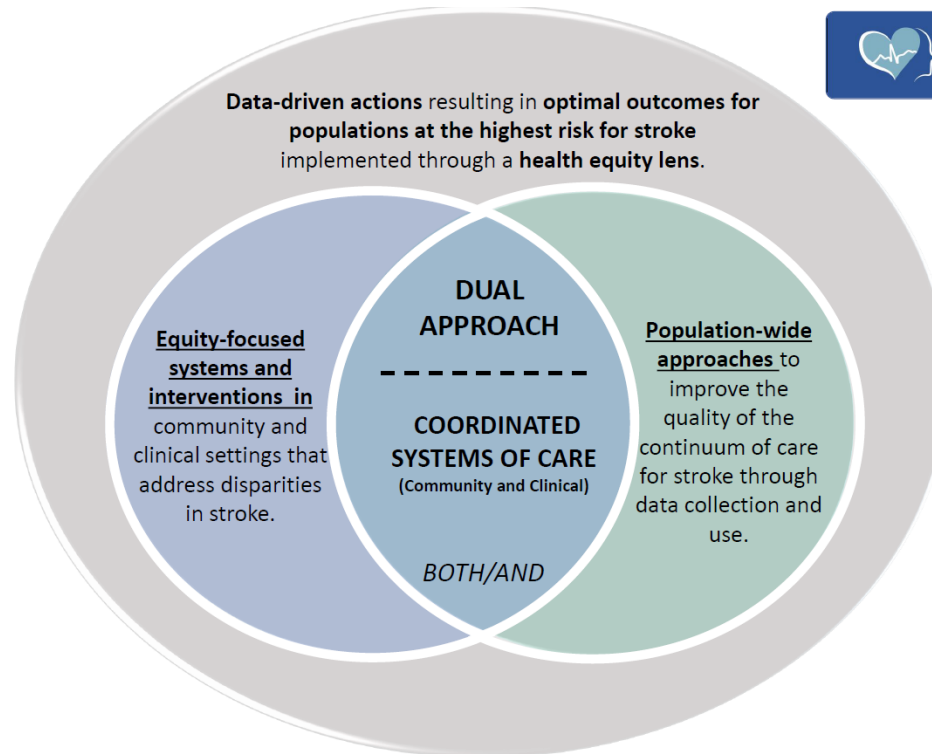 Data-driven actions resulting in optimal outcomes for
populations at the highest risk for stroke
implemented through a health equity lens.
Equity-focused
systems and
interventions in
community and
clinical settings that
address disparities
in stroke.
DUAL
APPROACH
COORDINATED
SYSTEMS OF CARE
(Community and Clinical)
BOTH/AND
Population-wide
approaches to
improve the
quality of the
continuum of care
for stroke through
data collection and
use.